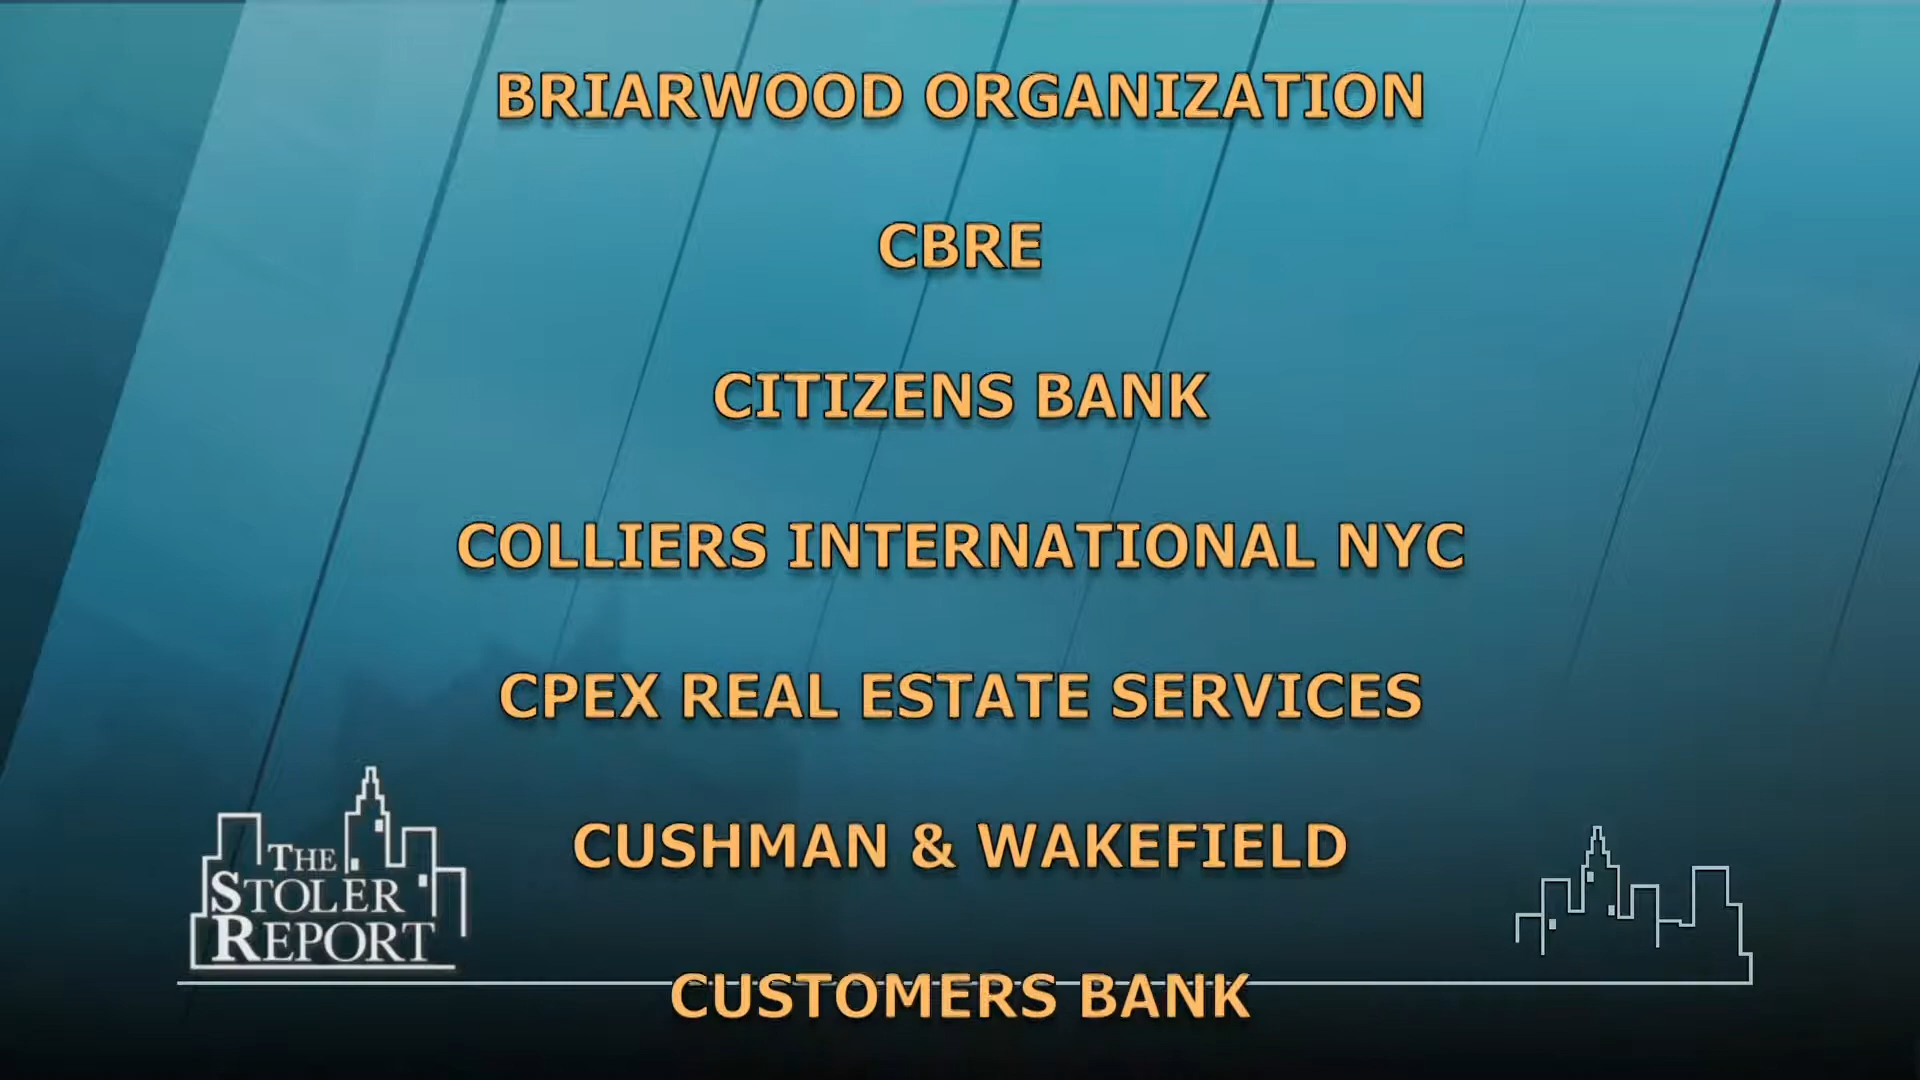 BRIARWOOD ORGANIZATION
CBRE
CITIZENS BANK
COLLIERS INTERNATIONAL NYC
CPEX REAL ESTATE SERVICES
CUSHMAN & WAKEFIELD
CUSTOMERS BANK
THE
STOLER
REPORT